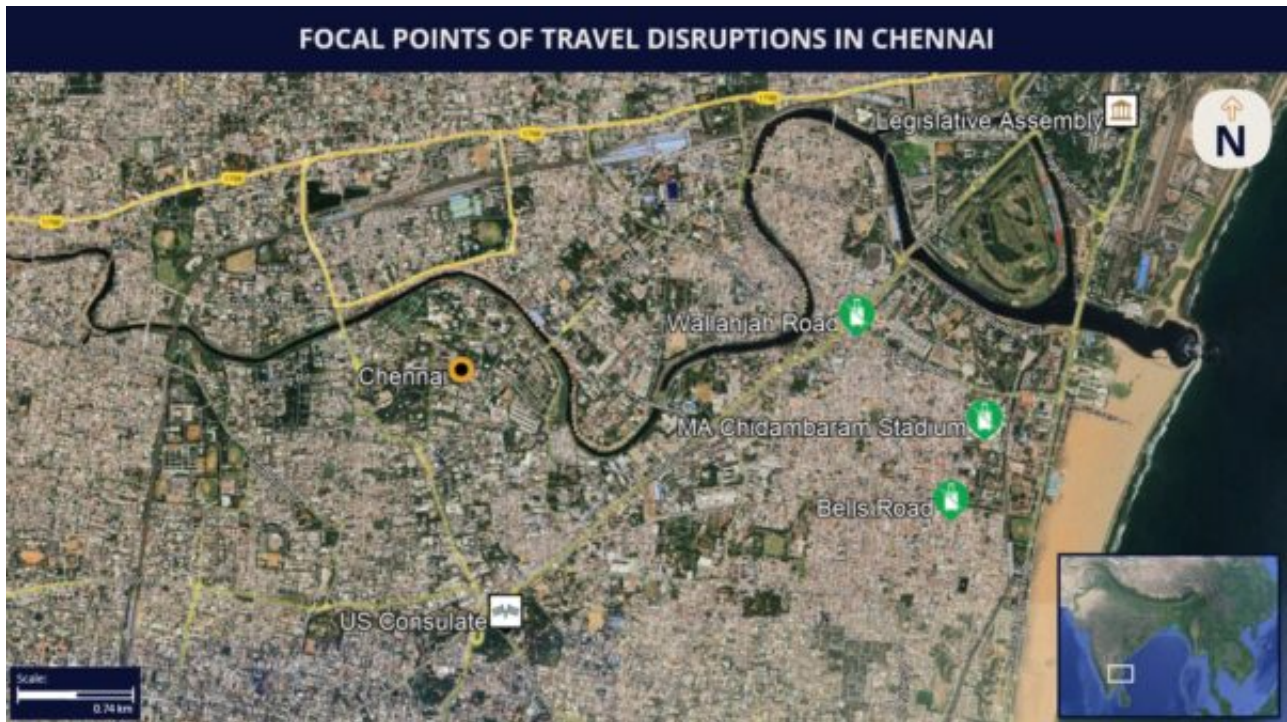 FOCAL POINTS OF TRAVEL DISRUPTIONS IN CHENNAI
Legislative Assembly
N
Wallanjah Road
Chennai
MA Chidambaram Stadium
Bells Road
US Consulate
Scale:
0.74 km